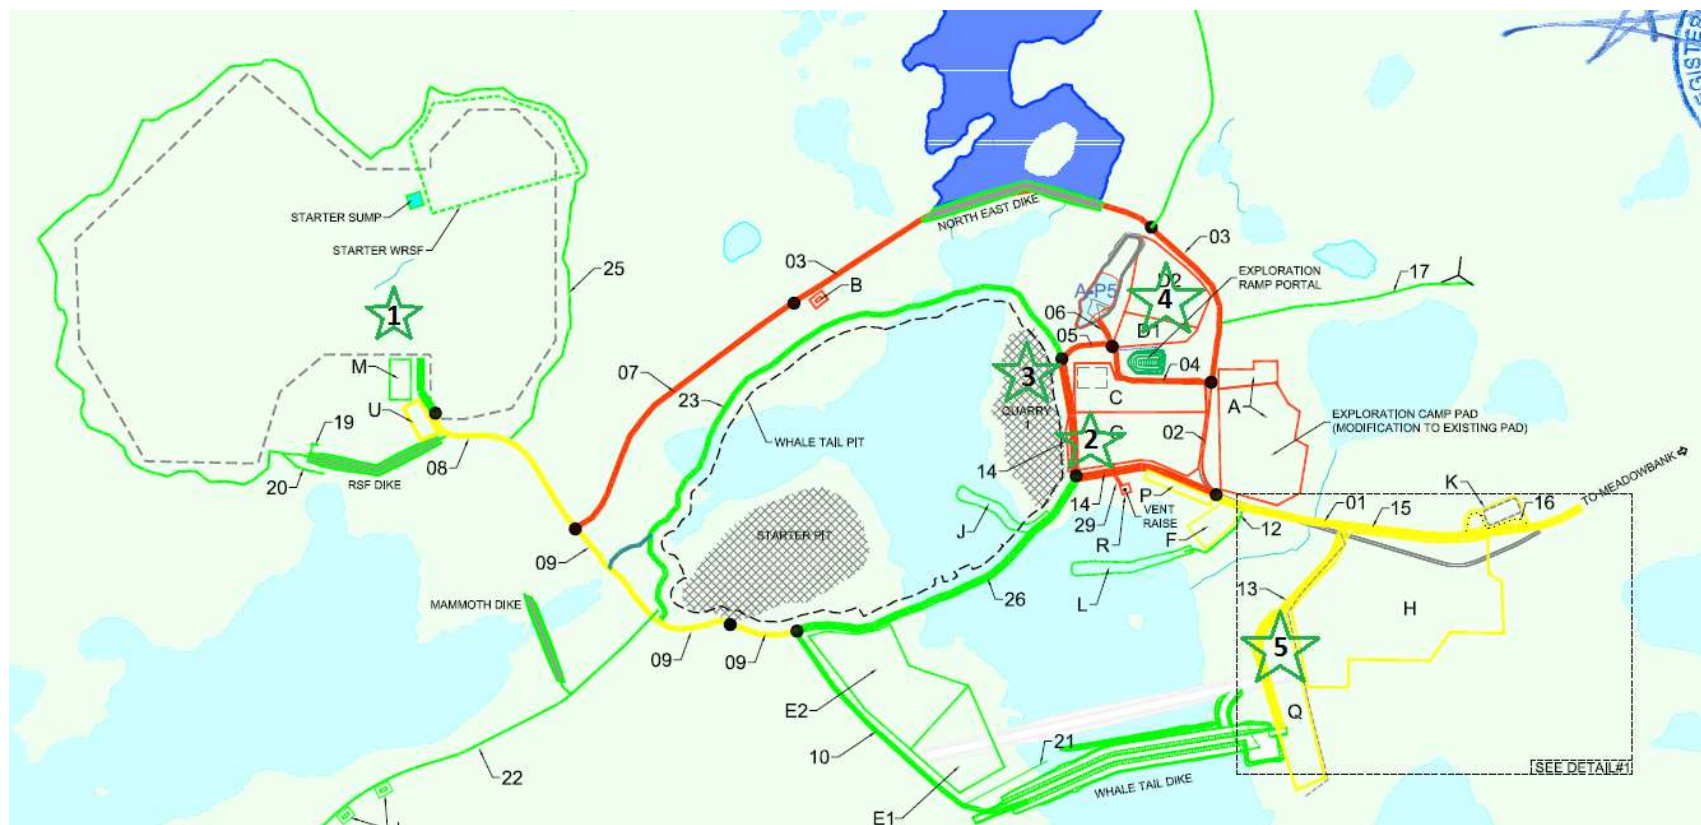 GISTER
NORTH EAST DIKE
STARTER SUMP
STARTER WRSF
25
03
B
03
D2
EXPLORATION
RAMP PORTAL
17
A-P5
4
1
06
D1
05
04
M
07
3
C
A
U
23
QUARRY
1
EXPLORATION CAMP PAD
(MODIFICATION TO EXISTING PAD)
19
WHALE TAIL PIT
2
02
08
14
20
RSF DIKE
TO MEADOWBANK
K
14
P
01
15
16
J
29
VENT
RAISE
F
12
STARTER PIT
R
09
MAMMOTH DIKE
26
L
13
H
5
09
09
E2
Q
10
21
22
WHALE TAIL DIKE
SEE DETAIL#1
E1